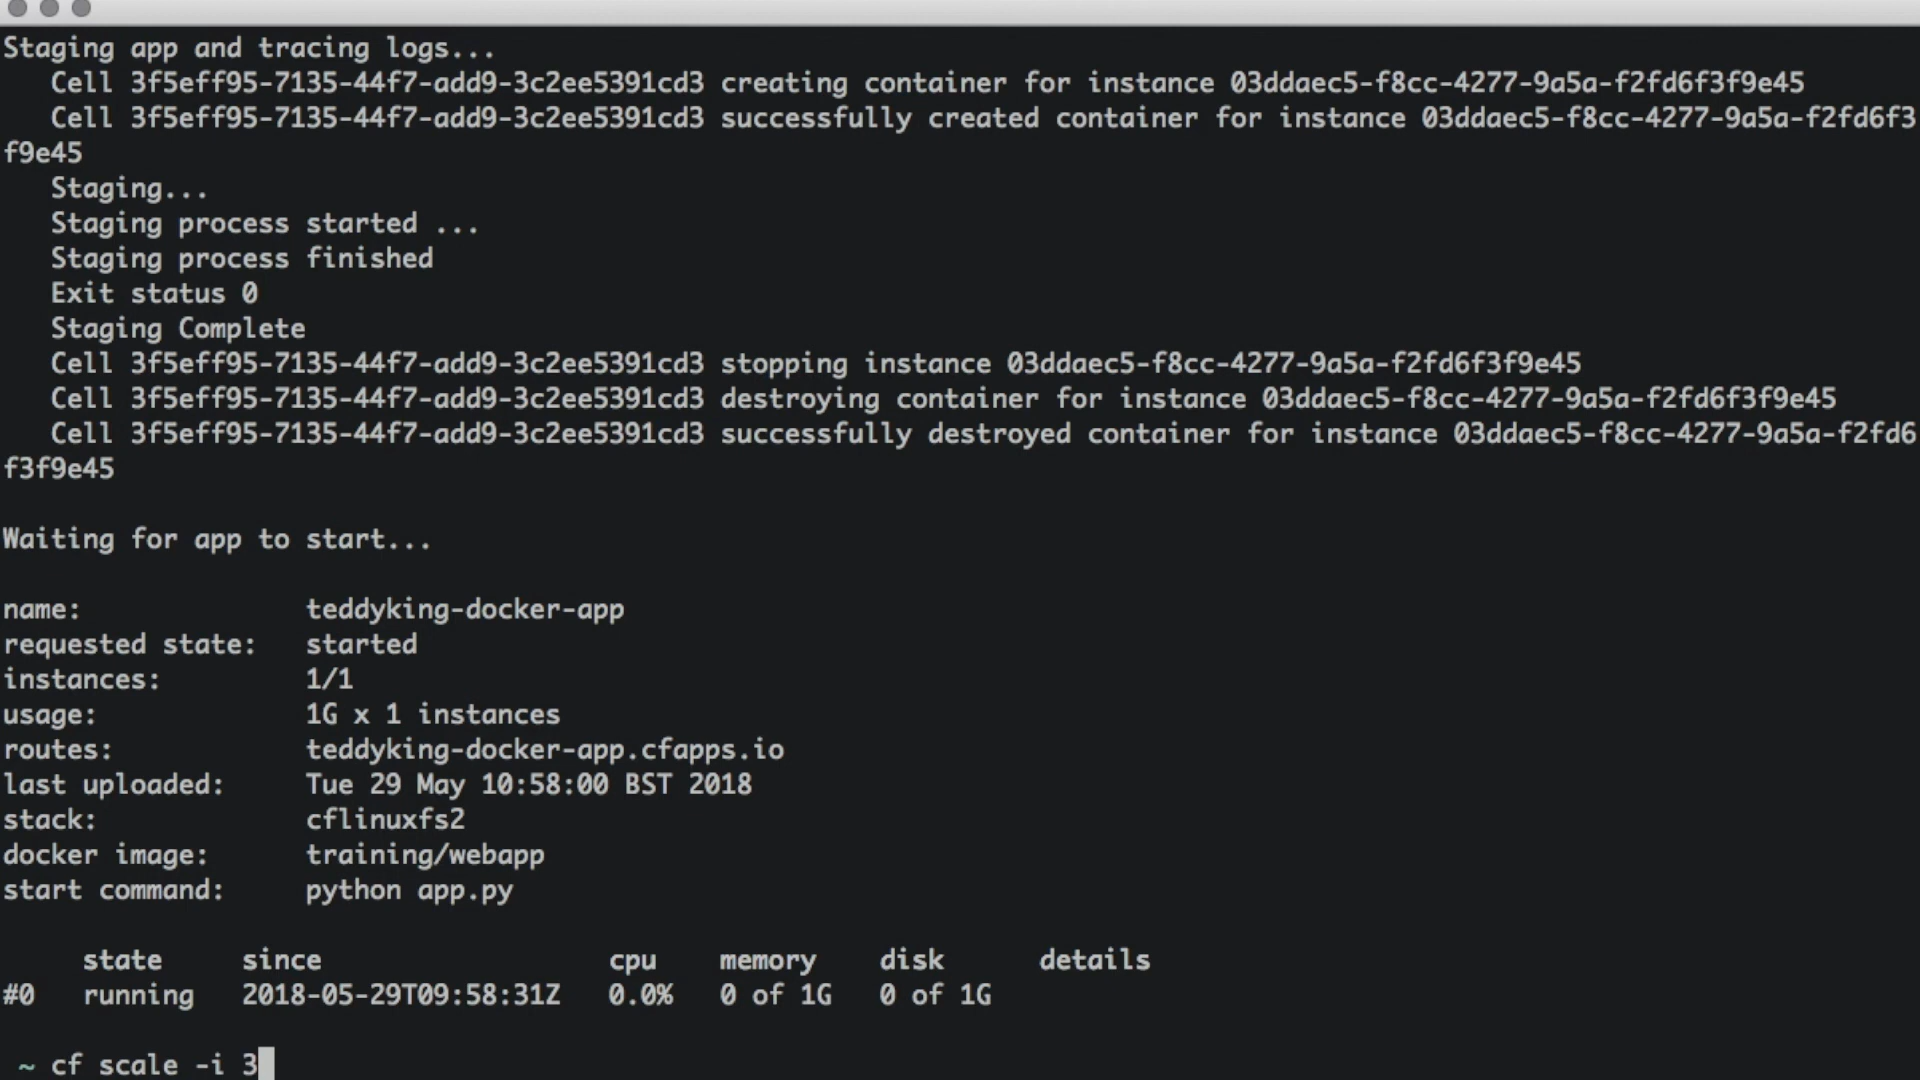 Staging app and tracing logs...
Cell 3f5eff95-7135-44f7-add9-3c2ee5391cd3 creating container for instance 03ddaec5-f8cc-4277-9a5a-f2fd6f3f9e45
Cell 3f5eff95-7135-44f7-add9-3c2ee5391cd3 successfully created container for instance 03ddaec5-f8cc-4277-9a5a-f2fd6f3
f9e45
Staging...
Staging process started ...
Staging process finished
Exit status 0
Staging Complete
Cell 3f5eff95-7135-44f7-add9-3c2ee5391cd3 stopping instance 03ddaec5-f8cc-4277-9a5a-f2fd6f3f9e45
Cell 3f5eff95-7135-44f7-add9-3c2ee5391cd3 destroying container for instance 03ddaec5-f8cc-4277-9a5a-f2fd6f3f9e45
Cell 3f5eff95-7135-44f7-add9-3c2ee5391cd3 successfully destroyed container for instance 03ddaec5-f8cc-4277-9a5a-f2fd6
f3f9e45
Waiting for app to start...
name: teddyking-docker-app
requested state: started
instances: 1/1
usage: 1G x 1 instances
routes: teddyking-docker-app.cfapps.io
last uploaded: Tue 29 May 10:58:00 BST 2018
stack: cflinuxfs2
docker image: training/webapp
start command: python app.py
state since cpu memory disk details
#0 running 2018-05-29T09:58:31Z 0.0% 0 of 1G 0 of 1G
~ cf scale -i 3